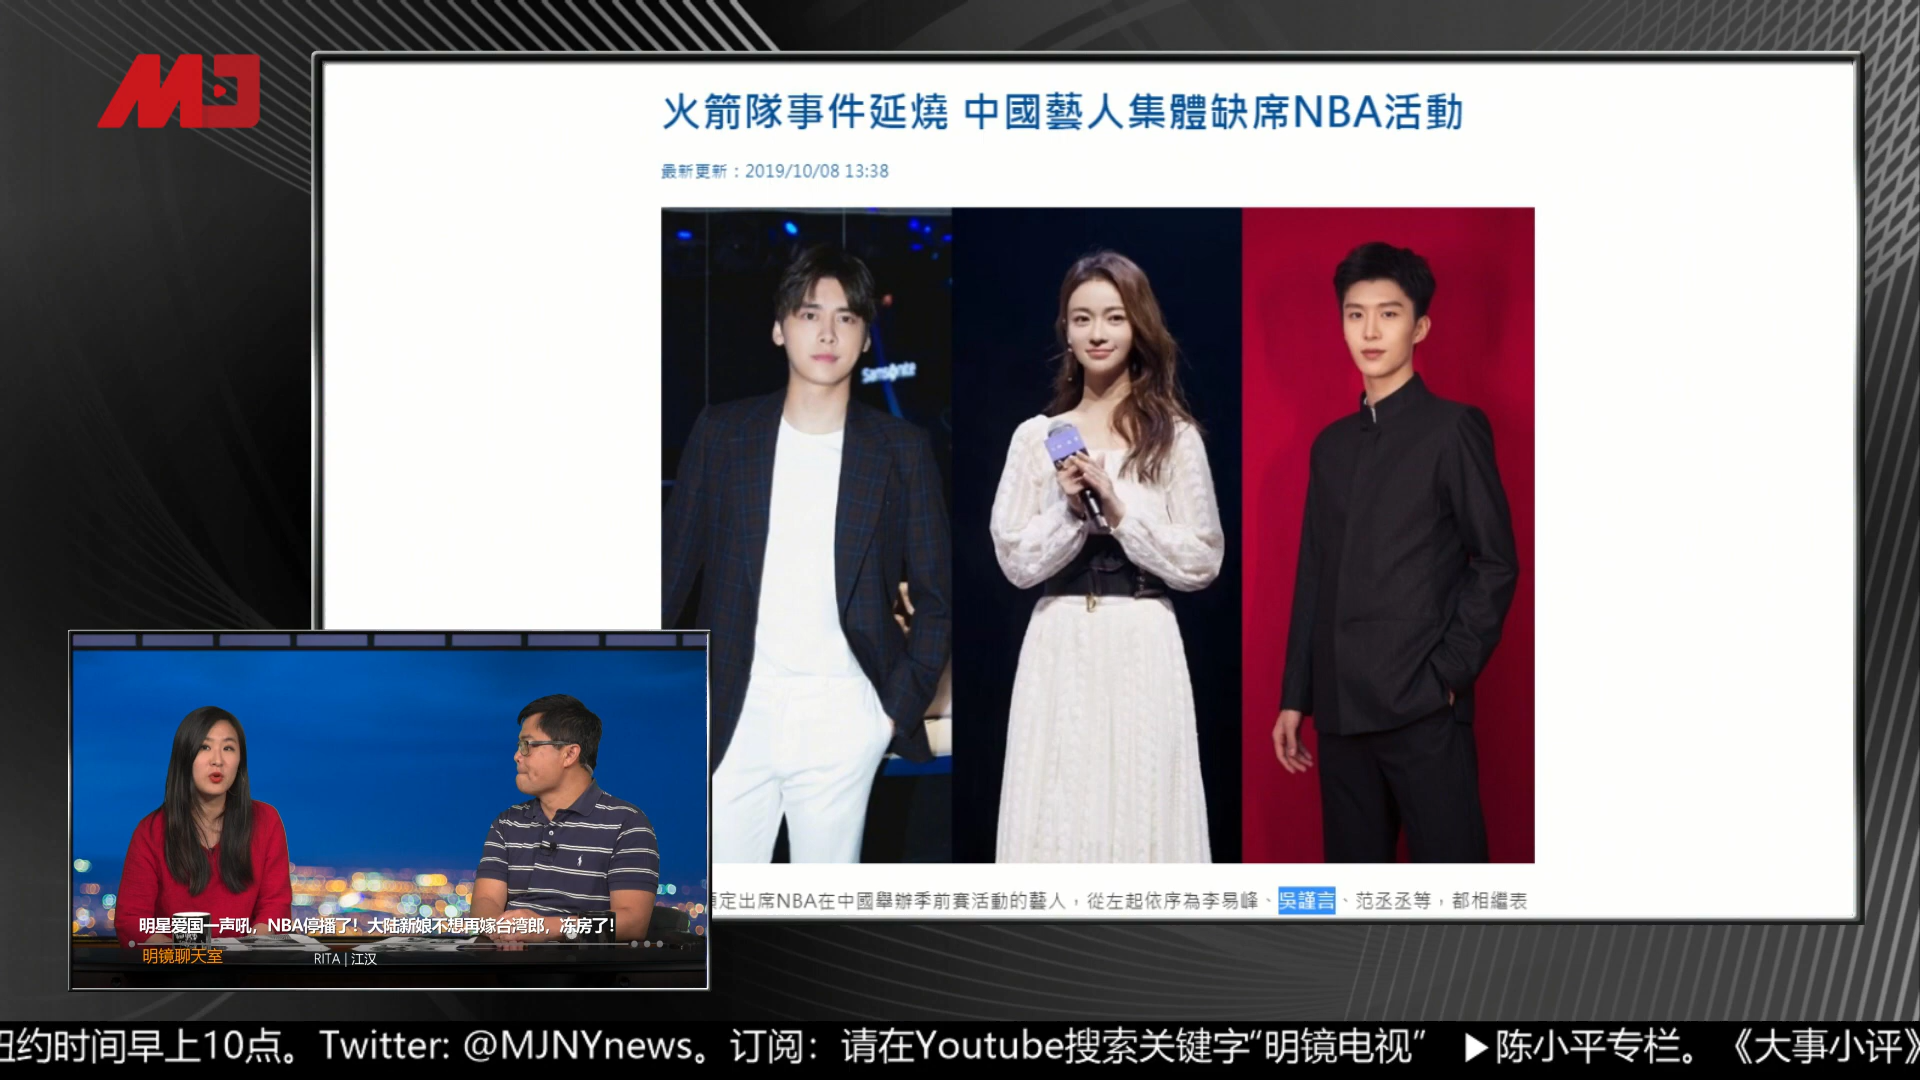 MJ
火箭隊事件延燒 中國藝人集體缺席NBA活動
最新更新：2019/10/08 13:38
Samsonite
定出席NBA在中國舉辦季前賽活動的藝人，從左起依序為李易峰、吳謹言、范丞丞等，都相繼表
明星爱国一声吼，NBA停播了！大陆新娘不想再嫁台湾郎，冻房了！
明镜聊天室
RITA | 江汉
纽约时间早上10点。Twitter: @MJNYnews。订阅：请在Youtube搜索关键字“明镜电视” ▶陈小平专栏。《大事小评》